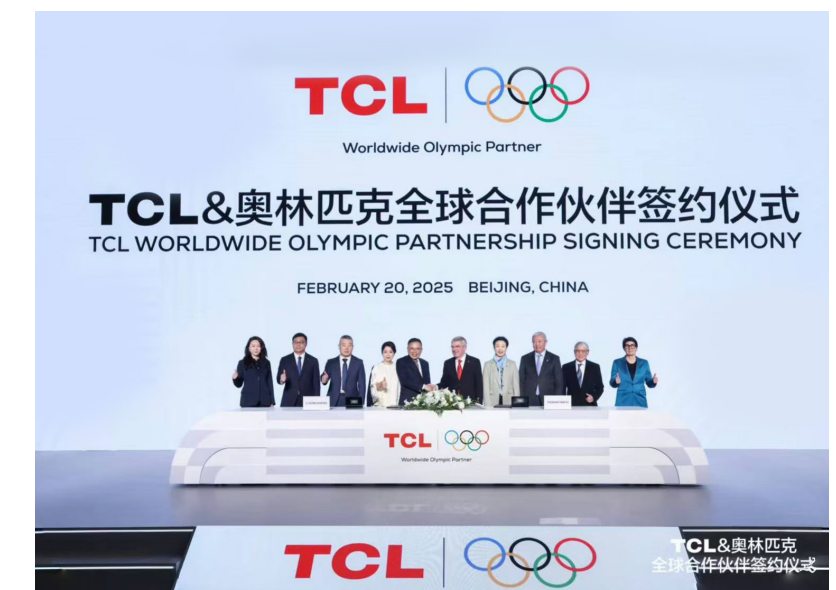 TCL
Worldwide Olympic Partner
TCL&奥林匹克全球合作伙伴签约仪式
TCL WORLDWIDE OLYMPIC PARTNERSHIP SIGNING CEREMONY
FEBRUARY 20, 2025 BEIJING, CHINA
TCL
Worldwide Olympic Partner
TCL
TCL&奥林匹克
全球合作伙伴签约仪式